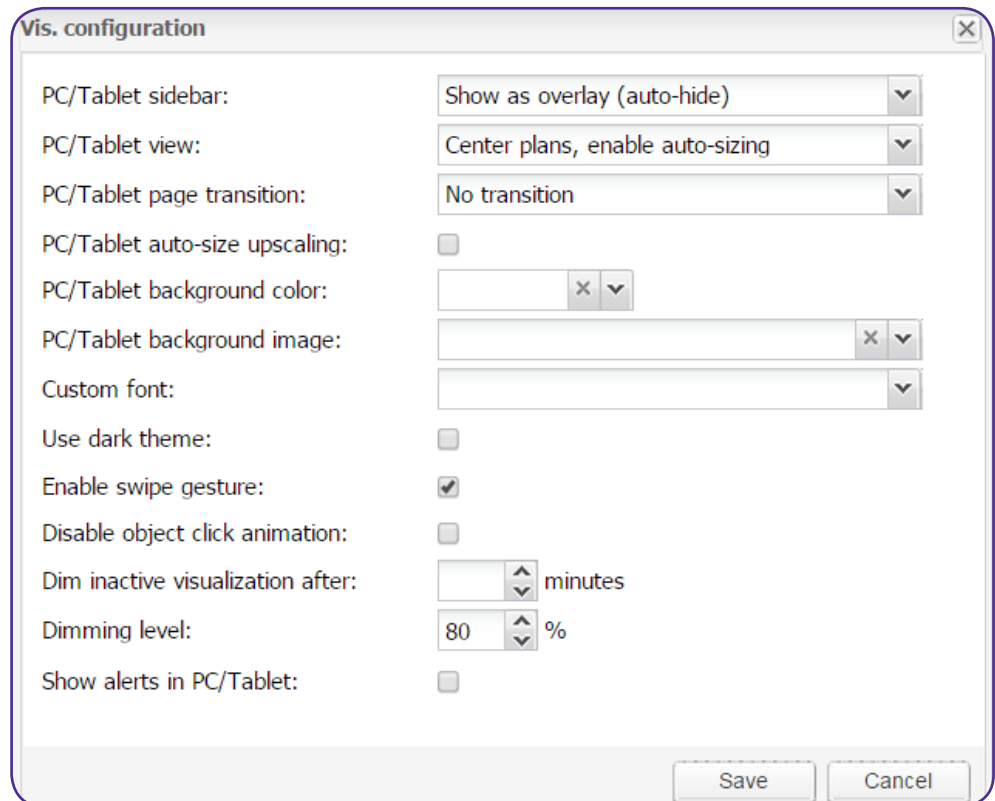 Vis. configuration
PC/Tablet sidebar: Show as overlay (auto-hide)
PC/Tablet view: Center plans, enable auto-sizing
PC/Tablet page transition: No transition
PC/Tablet auto-size upscaling:
PC/Tablet background color:
PC/Tablet background image:
Custom font:
Use dark theme:
Enable swipe gesture:
Disable object click animation:
Dim inactive visualization after: minutes
Dimming level: 80 %
Show alerts in PC/Tablet:
Save Cancel